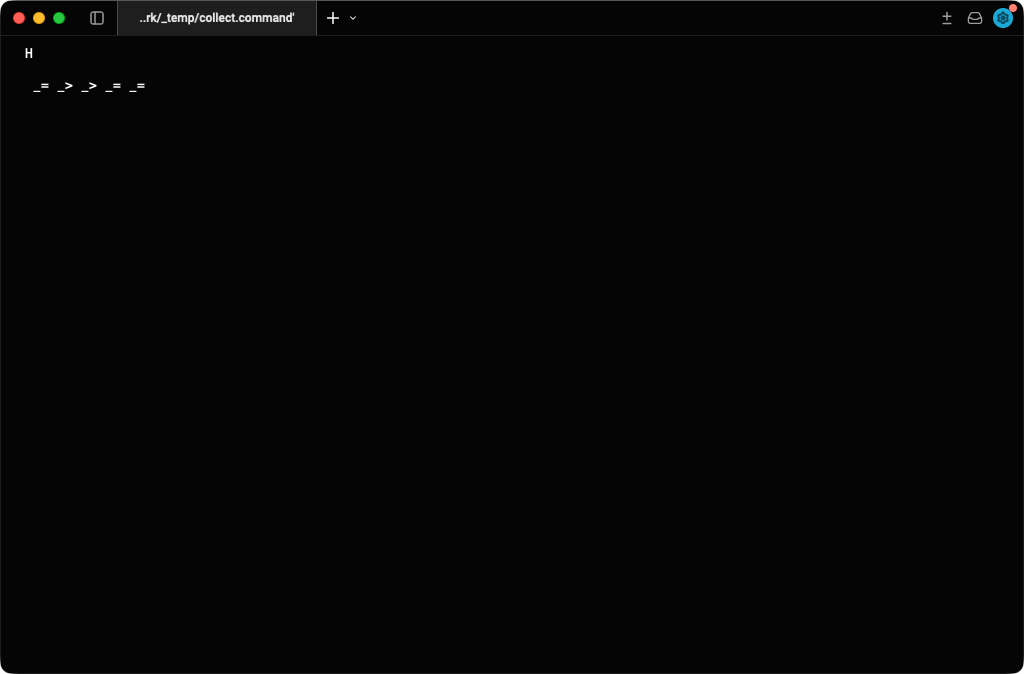 ..rk/_temp/collect.command'
H
_= _> _> _= _=